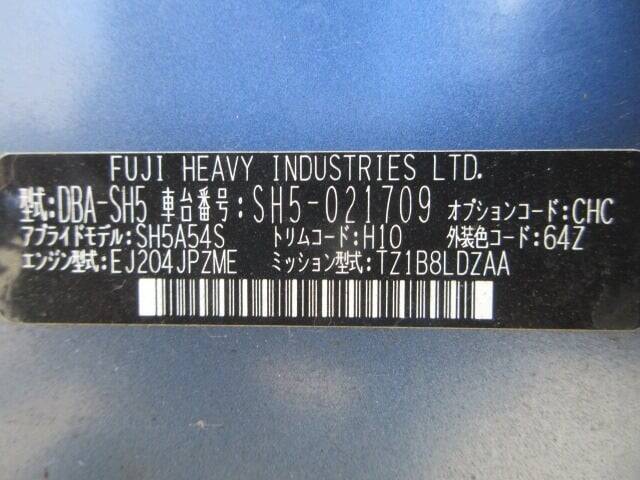 FUJI HEAVY INDUSTRIES LTD.
型式:DBA-SH5 車台番号:SH5-021709 オプションコード:CHC
アプライドモデル:SH5A54S トリムコード:H10 外装色コード:64Z
エンジン型式:EJ204JPZME ミッション型式:TZ1B8LDZAA